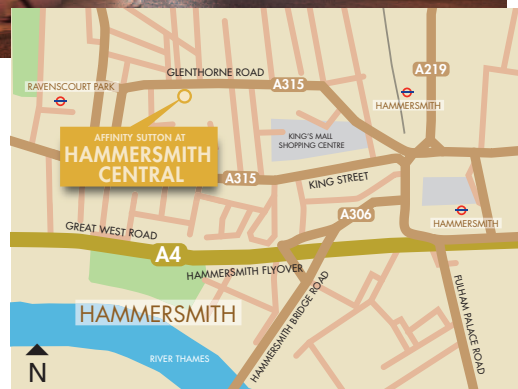 GLENTHORNE ROAD
A315
A219
RAVENSCOURT PARK
HAMMERSMITH
AFFINITY SUTTON AT
HAMMERSMITH
CENTRAL
KING'S MALL
SHOPPING CENTRE
A315
KING STREET
A306
HAMMERSMITH
GREAT WEST ROAD
A4
HAMMERSMITH FLYOVER
HAMMERSMITH
HAMMERSMITH BRIDGE ROAD
FULHAM PALACE ROAD
RIVER THAMES
N